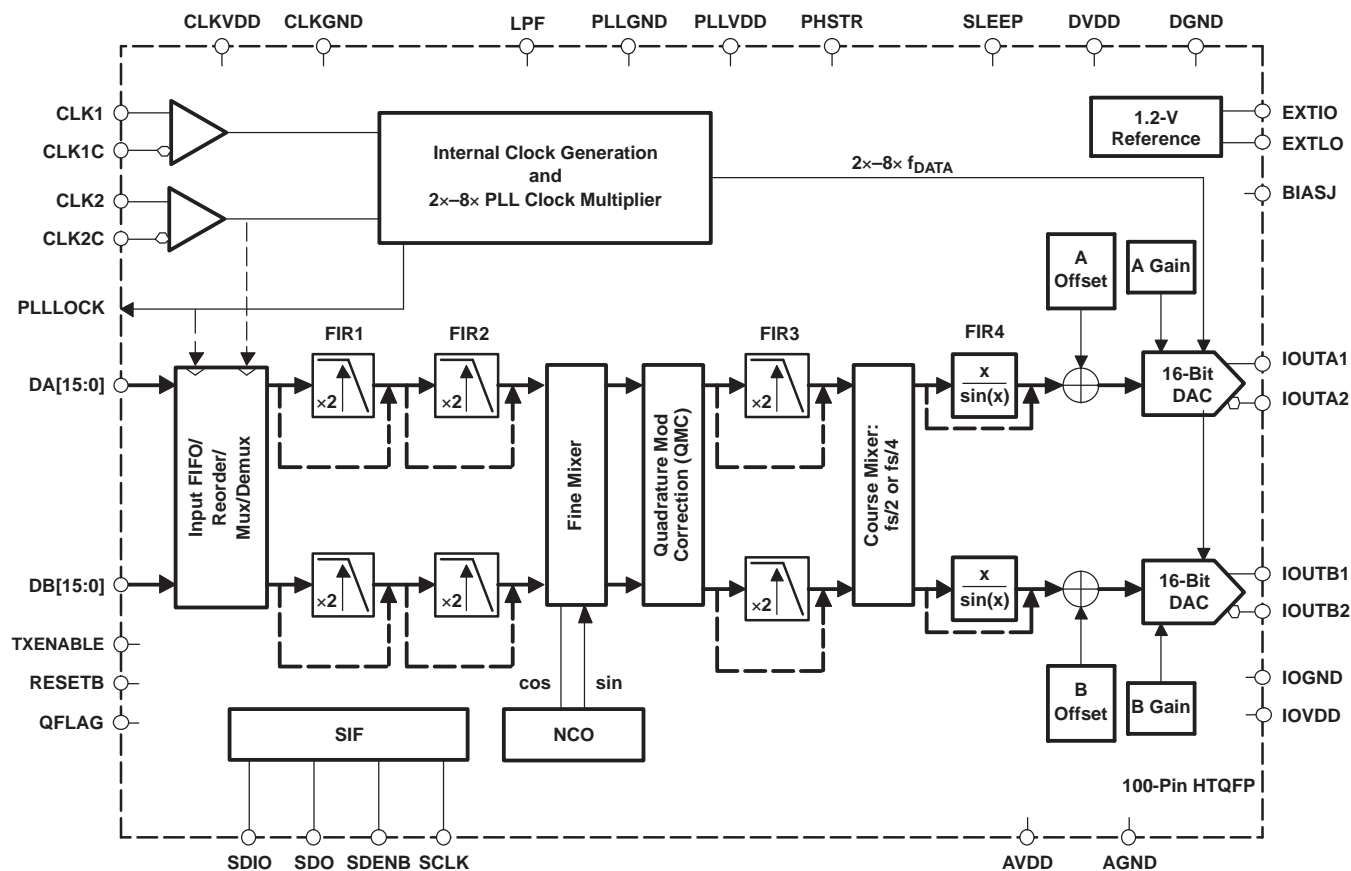 CLKVDD
CLKGND
LPF
PLLGND
PLLVDD
PHSTR
SLEEP
DVDD
DGND
CLK1
CLK1C
CLK2
CLK2C
PLLLOCK
Internal Clock Generation
and
2×–8× PLL Clock Multiplier
2×–8× fDATA
1.2-V
Reference
EXTIO
EXTLO
BIASJ
A
Offset
A Gain
FIR1
FIR2
FIR3
FIR4
DA[15:0]
Input FIFO/
Reorder/
Mux/Demux
×2
×2
Fine Mixer
Quadrature Mod
Correction (QMC)
×2
Course Mixer:
fs/2 or fs/4
x
sin(x)
16-Bit
DAC
IOUTA1
IOUTA2
DB[15:0]
×2
×2
×2
x
sin(x)
16-Bit
DAC
IOUTB1
IOUTB2
TXENABLE
RESETB
QFLAG
cos
sin
SIF
NCO
B
Offset
B Gain
IOGND
IOVDD
100-Pin HTQFP
SDIO
SDO
SDENB
SCLK
AVDD
AGND